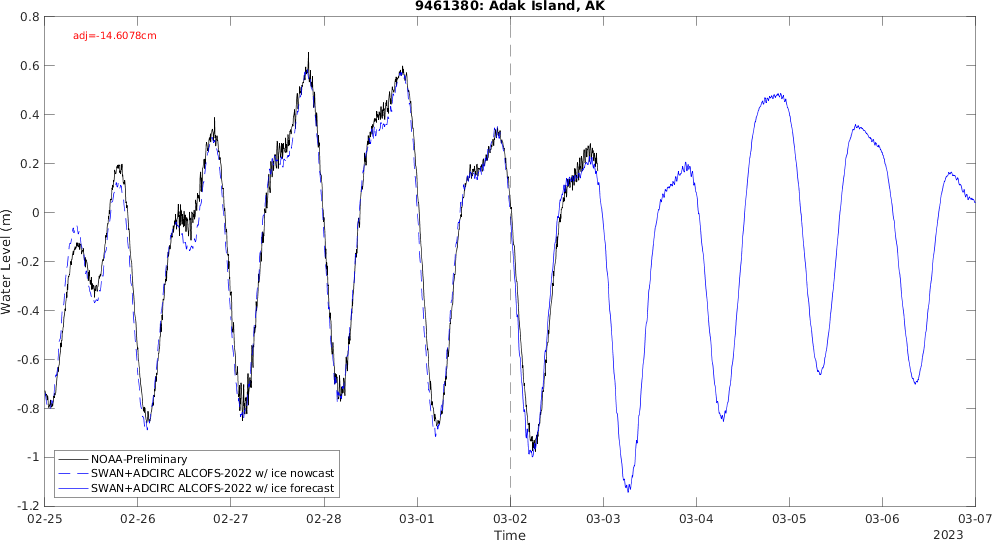 9461380: Adak Island, AK
adj=-14.6078cm
Water Level (m)
0.8
0.6
0.4
0.2
0
-0.2
-0.4
-0.6
-0.8
-1
-1.2
NOAA-Preliminary
SWAN+ADCIRC ALCOFS-2022 w/ ice nowcast
SWAN+ADCIRC ALCOFS-2022 w/ ice forecast
02-25 02-26 02-27 02-28 03-01 03-02 03-03 03-04 03-05 03-06 03-07
Time
2023